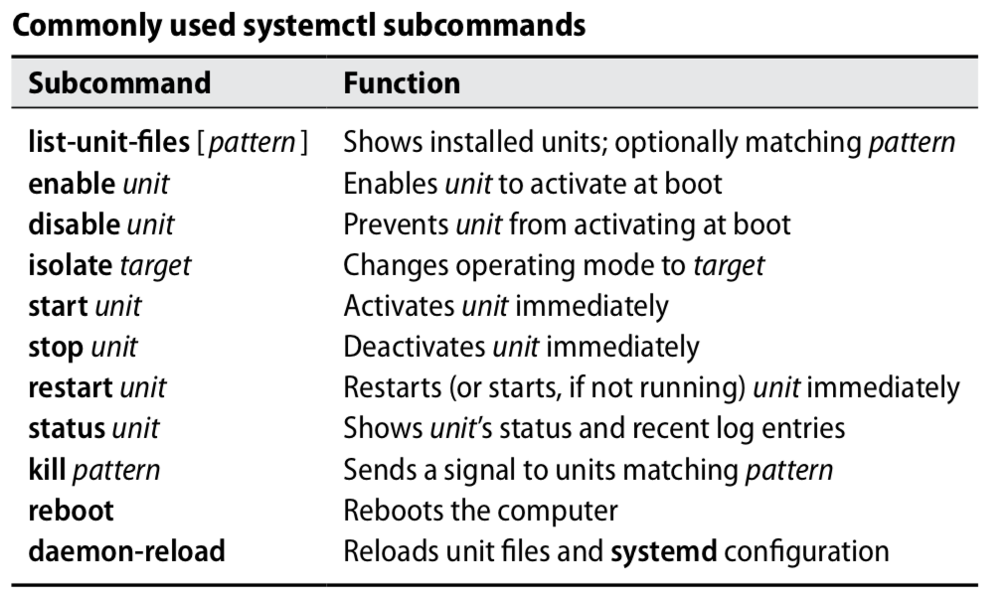 Commonly used systemctl subcommands
Subcommand Function
list-unit-files [pattern] Shows installed units; optionally matching pattern
enable unit Enables unit to activate at boot
disable unit Prevents unit from activating at boot
isolate target Changes operating mode to target
start unit Activates unit immediately
stop unit Deactivates unit immediately
restart unit Restarts (or starts, if not running) unit immediately
status unit Shows unit’s status and recent log entries
kill pattern Sends a signal to units matching pattern
reboot Reboots the computer
daemon-reload Reloads unit files and systemd configuration